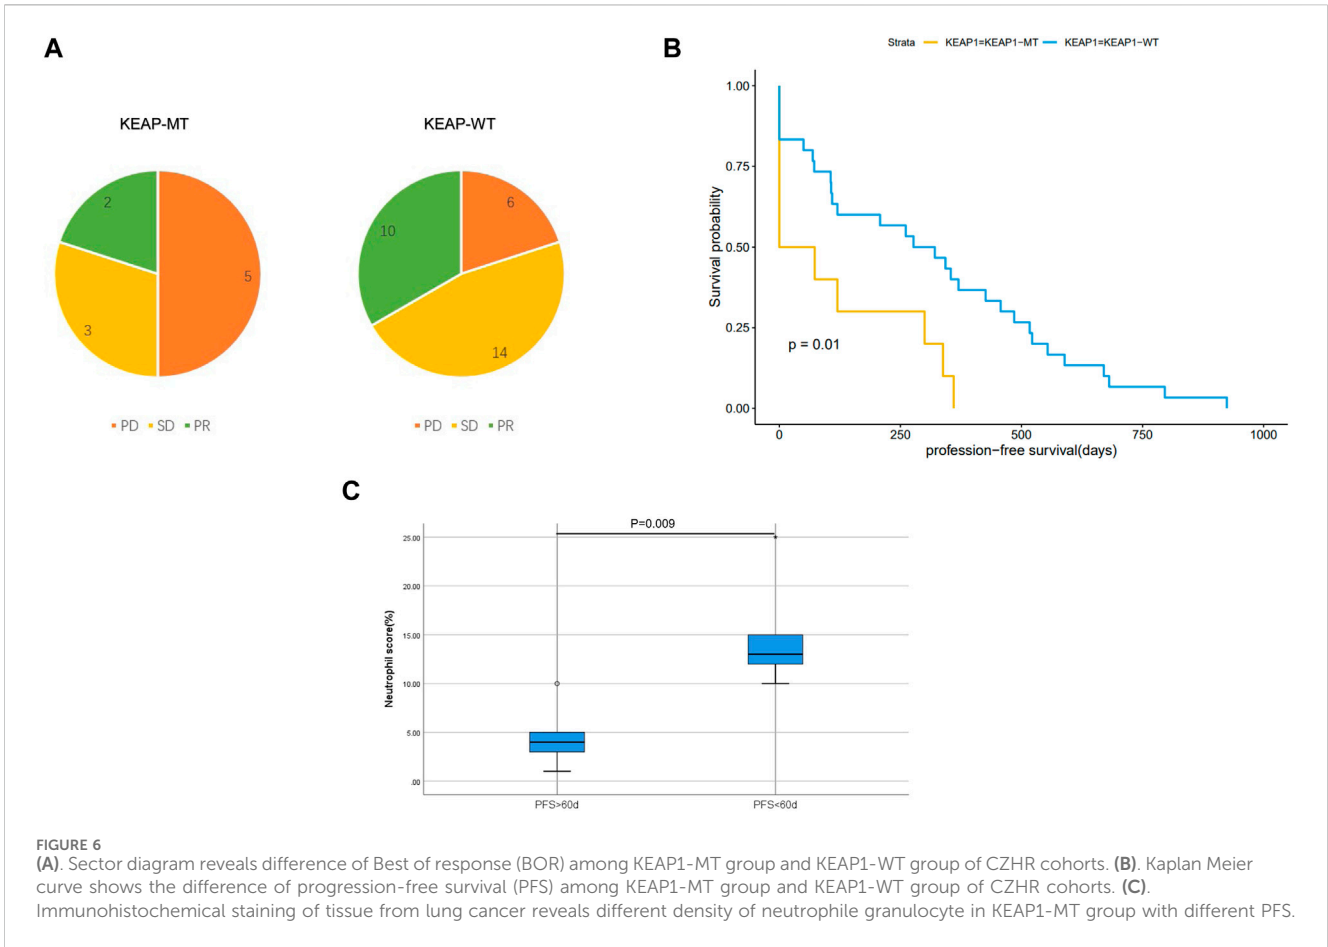 A
KEAP-MT
2
5
3
PD SD PR
KEAP-WT
6
10
14
PD SD PR
B
Strata KEAP1=KEAP1−MT KEAP1=KEAP1−WT
Survival probability
1.00
0.75
0.50
0.25
0.00
p = 0.01
0 250 500 750 1000
profession−free survival(days)
C
P=0.009
Neutrophil score(%)
25.00
20.00
15.00
10.00
5.00
.00
PFS>60d PFS<60d
FIGURE 6
(A). Sector diagram reveals difference of Best of response (BOR) among KEAP1-MT group and KEAP1-WT group of CZHR cohorts. (B). Kaplan Meier
curve shows the difference of progression-free survival (PFS) among KEAP1-MT group and KEAP1-WT group of CZHR cohorts. (C).
Immunohistochemical staining of tissue from lung cancer reveals different density of neutrophile granulocyte in KEAP1-MT group with different PFS.